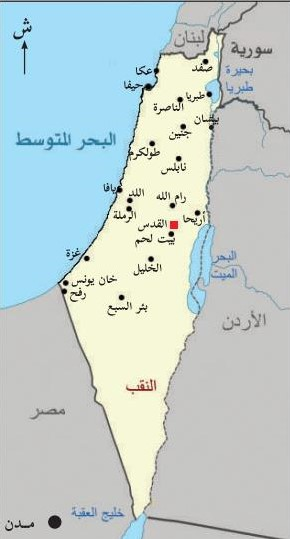 ش
لبنان
سورية
صفد
عكا
بحيرة
طبريا
حيفا
طبريا
الناصرة
بيسان
جنين
البحر المتوسط
طولكرم
نابلس
يافا
اللد
رام الله
أريحا
الرملة
القدس
بيت لحم
غزة
الخليل
البحر
الميت
خان يونس
رفح
بئر السبع
الأردن
النقب
مصر
خليج العقبة
مدن